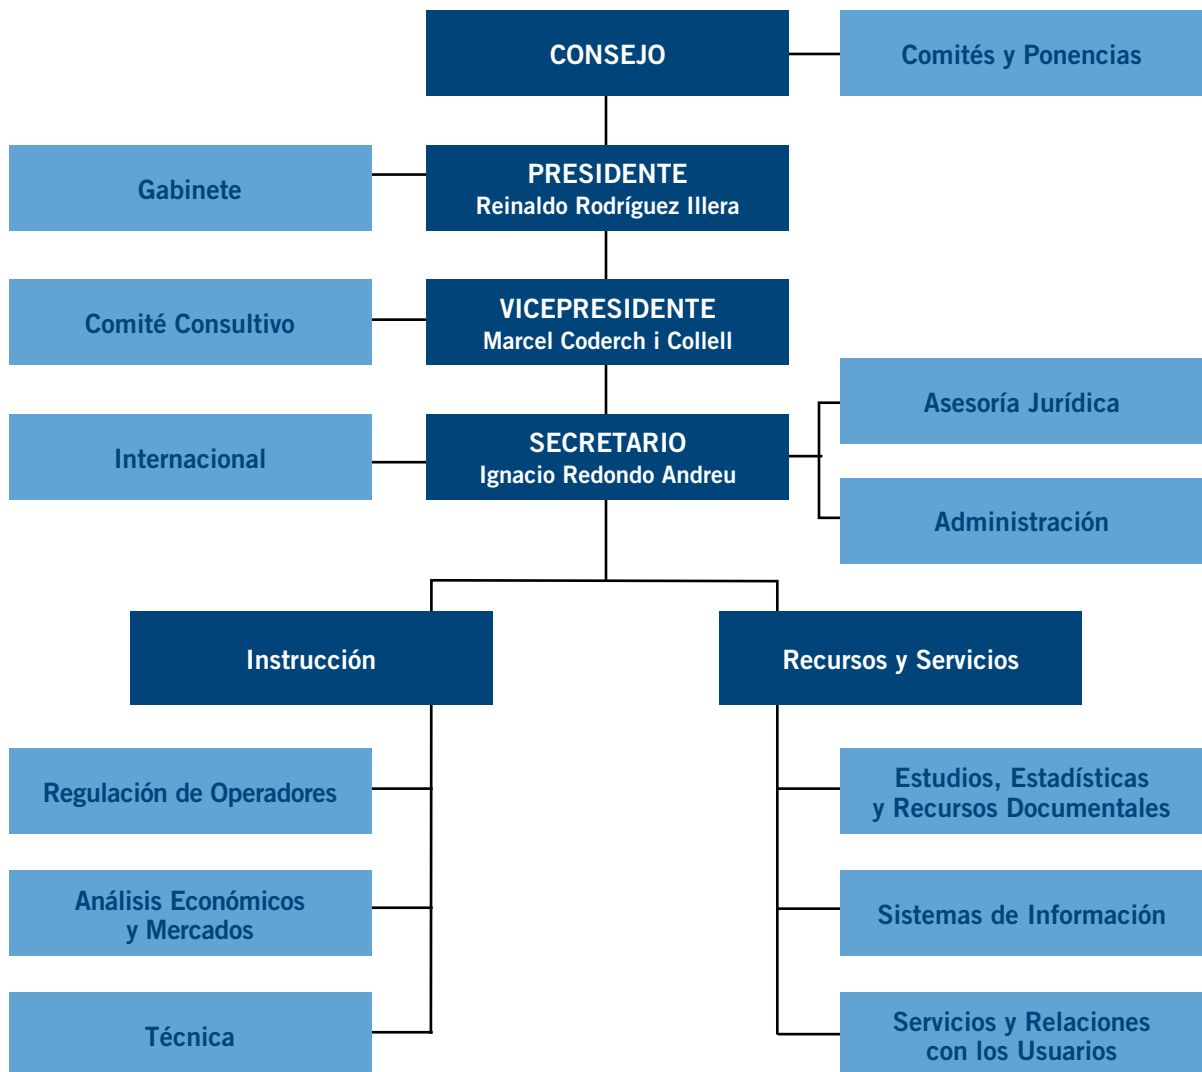 CONSEJO
Comités y Ponencias
Gabinete
PRESIDENTE
Reinaldo Rodríguez Illera
Comité Consultivo
VICEPRESIDENTE
Marcel Coderch i Collell
Internacional
SECRETARIO
Ignacio Redondo Andreu
Asesoría Jurídica
Administración
Instrucción
Recursos y Servicios
Regulación de Operadores
Estudios, Estadísticas
y Recursos Documentales
Análisis Económicos
y Mercados
Sistemas de Información
Técnica
Servicios y Relaciones
con los Usuarios